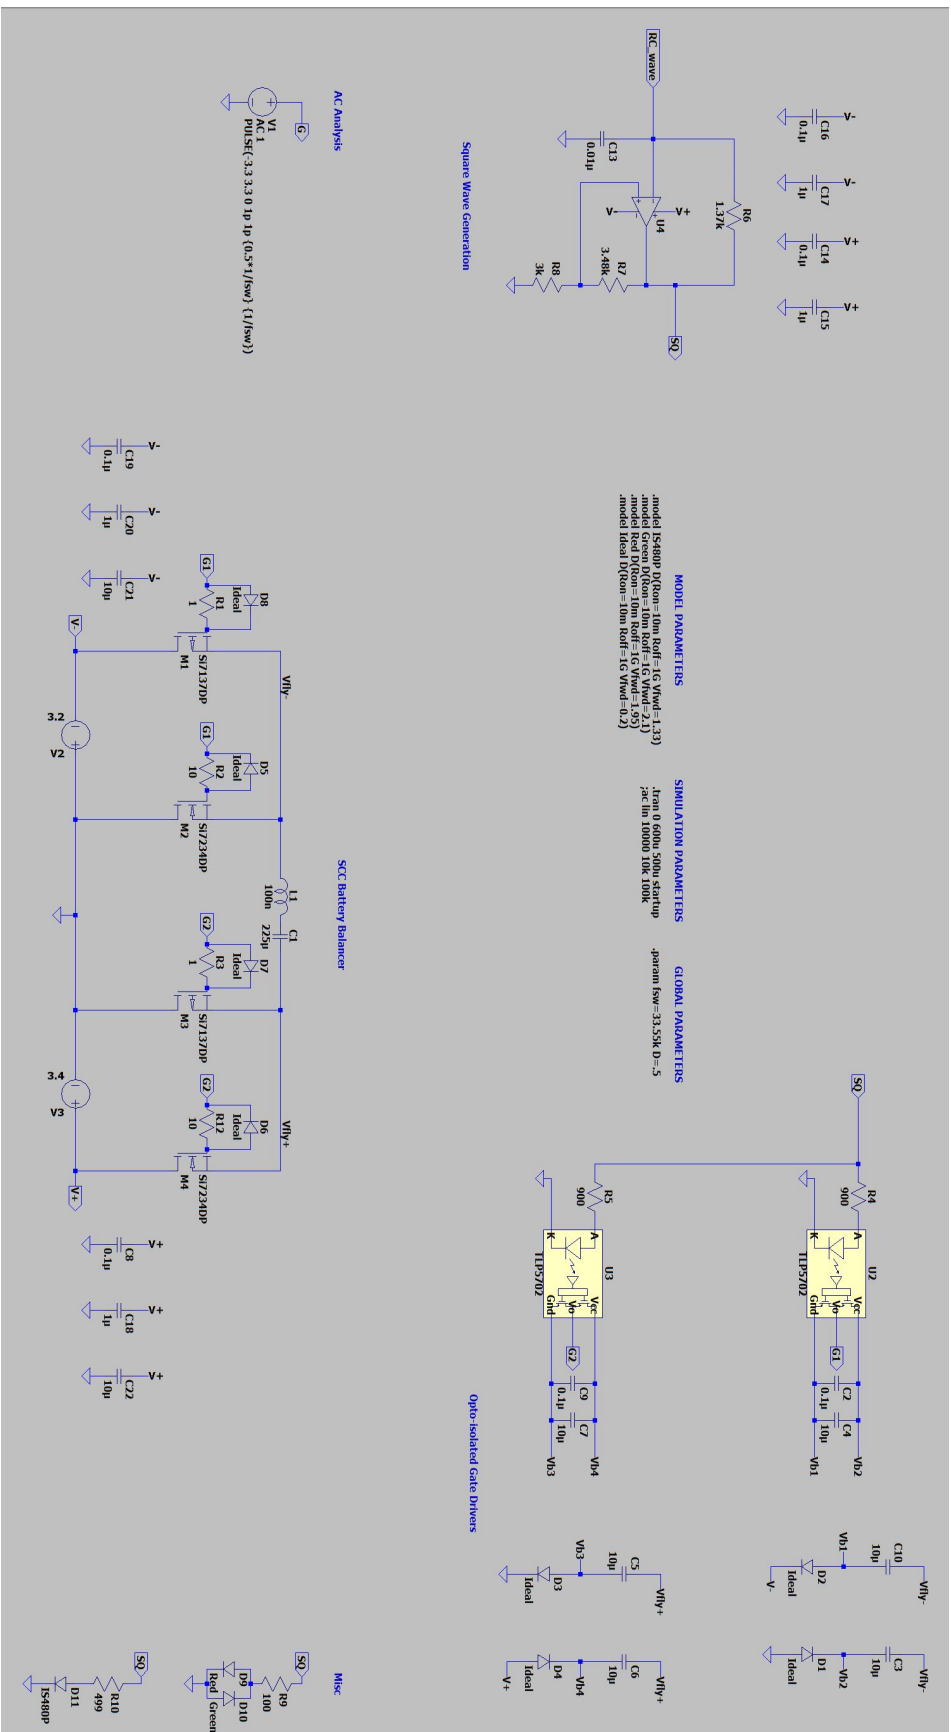 V-
C16
0.1µ
V-
C17
1µ
V+
C14
0.1µ
V+
C15
1µ
RC_wave
R6
1.37k
C13
0.01µ
U4
V+
V-
R7
3.48k
R8
3k
SQ
Square Wave Generation
AC Analysis
G
V1
AC 1
PULSE(-3.3 3.3 0 1p 1p {0.5*1/fsw} {1/fsw})
MODEL PARAMETERS
.model IS480P D(Ron=10m Roff=1G Vfwd=1.33)
.model Green D(Ron=10m Roff=1G Vfwd=2.1)
.model Red D(Ron=10m Roff=1G Vfwd=1.95)
.model Ideal D(Ron=10m Roff=1G Vfwd=0.2)
SIMULATION PARAMETERS
.tran 0 600u 500u startup
;ac lin 10000 10k 100k
GLOBAL PARAMETERS
.param fsw=33.55k D=.5
SCC Battery Balancer
Vfly-
L1
100n
C1
225µ
Vfly+
D8
Ideal
G1
R1
1
Si7137DP
M1
D5
Ideal
G1
R2
10
Si7234DP
M2
D7
Ideal
G2
R3
1
Si7137DP
M3
D6
Ideal
G2
R12
10
Si7234DP
M4
V-
3.2
V2
3.4
V3
V+
V-
C19
0.1µ
V-
C20
1µ
V-
C21
10µ
V+
C8
0.1µ
V+
C18
1µ
V+
C22
10µ
SQ
R4
900
U2
A
K
Vcc
Vo
Gnd
TLP5702
G1
C2
0.1µ
C4
10µ
Vb2
Vb1
R5
900
U3
A
K
Vcc
Vo
Gnd
TLP5702
G2
C9
0.1µ
C7
10µ
Vb4
Vb3
Opto-isolated Gate Drivers
Vfly-
C10
10µ
Vb1
D2
Ideal
V-
Vfly-
C3
10µ
Vb2
D1
Ideal
Vfly+
C5
10µ
Vb3
D3
Ideal
Vfly+
C6
10µ
Vb4
D4
Ideal
V+
Misc
SQ
R9
100
D9
D10
Red
Green
SQ
R10
499
D11
IS480P